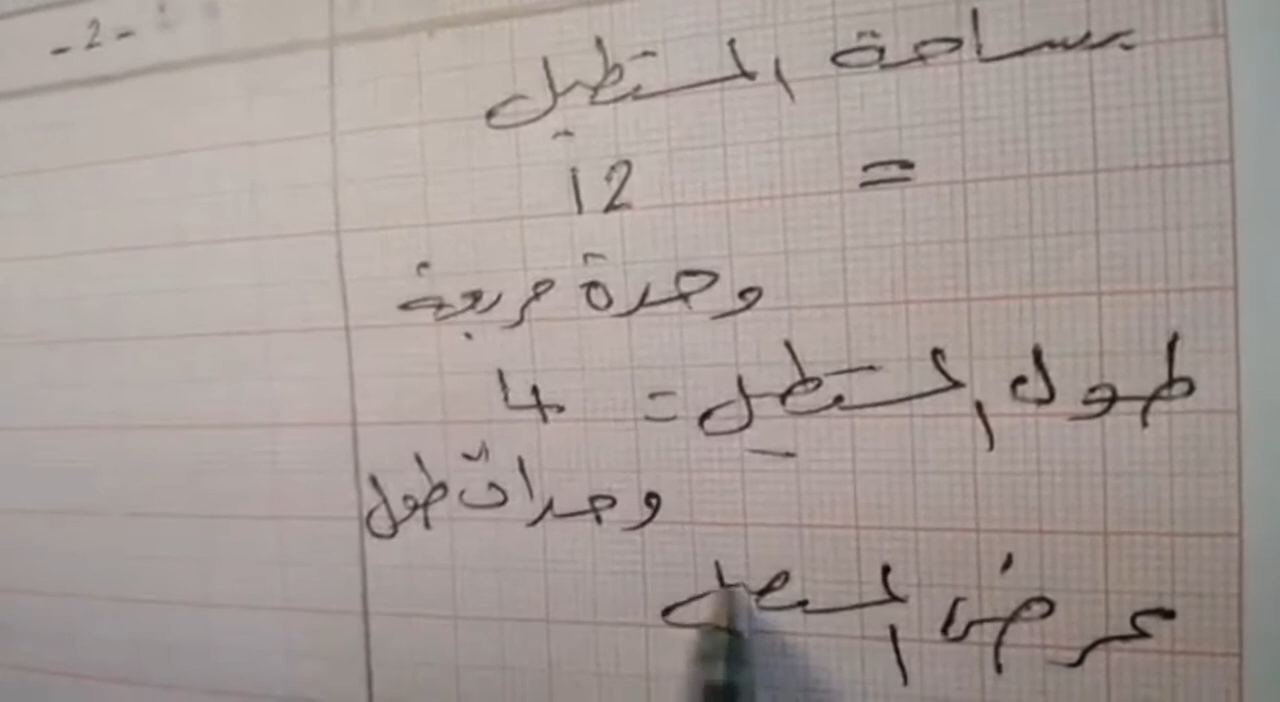 - 2 -
مساحة المستطيل
= 12
وحدة مربعة
طول المستطيل = 4
وحدات طول
عرض المستطيل